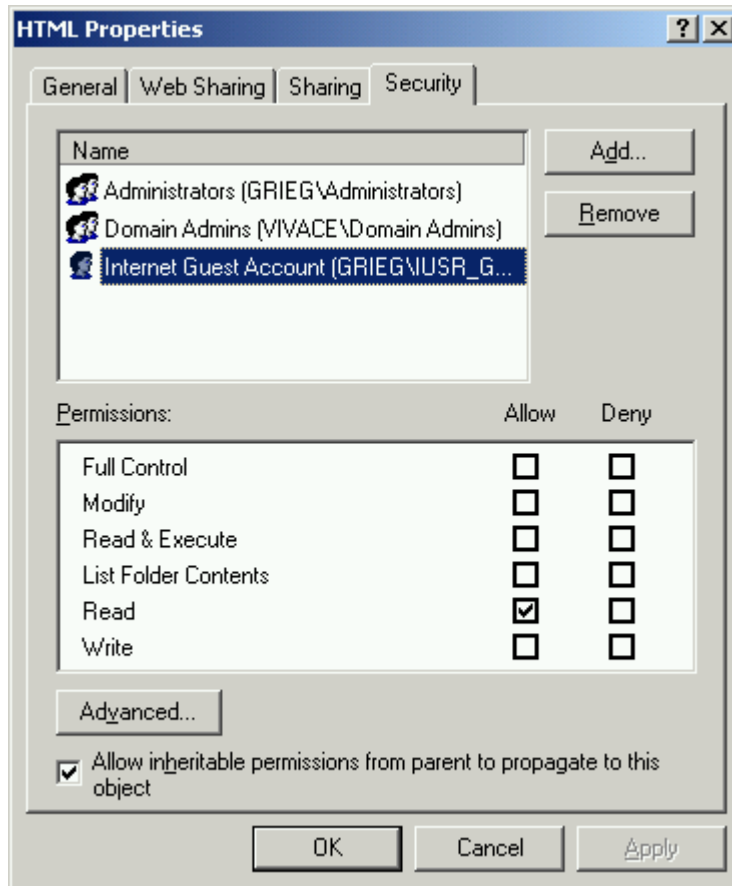 HTML Properties
General Web Sharing Sharing Security
Name
Add...
Administrators (GRIEG\Administrators)
Domain Admins (VIVACE\Domain Admins)
Remove
Internet Guest Account (GRIEG\IUSR_G...
Permissions: Allow Deny
Full Control
Modify
Read & Execute
List Folder Contents
Read
Write
Advanced...
Allow inheritable permissions from parent to propagate to this
object
OK Cancel Apply